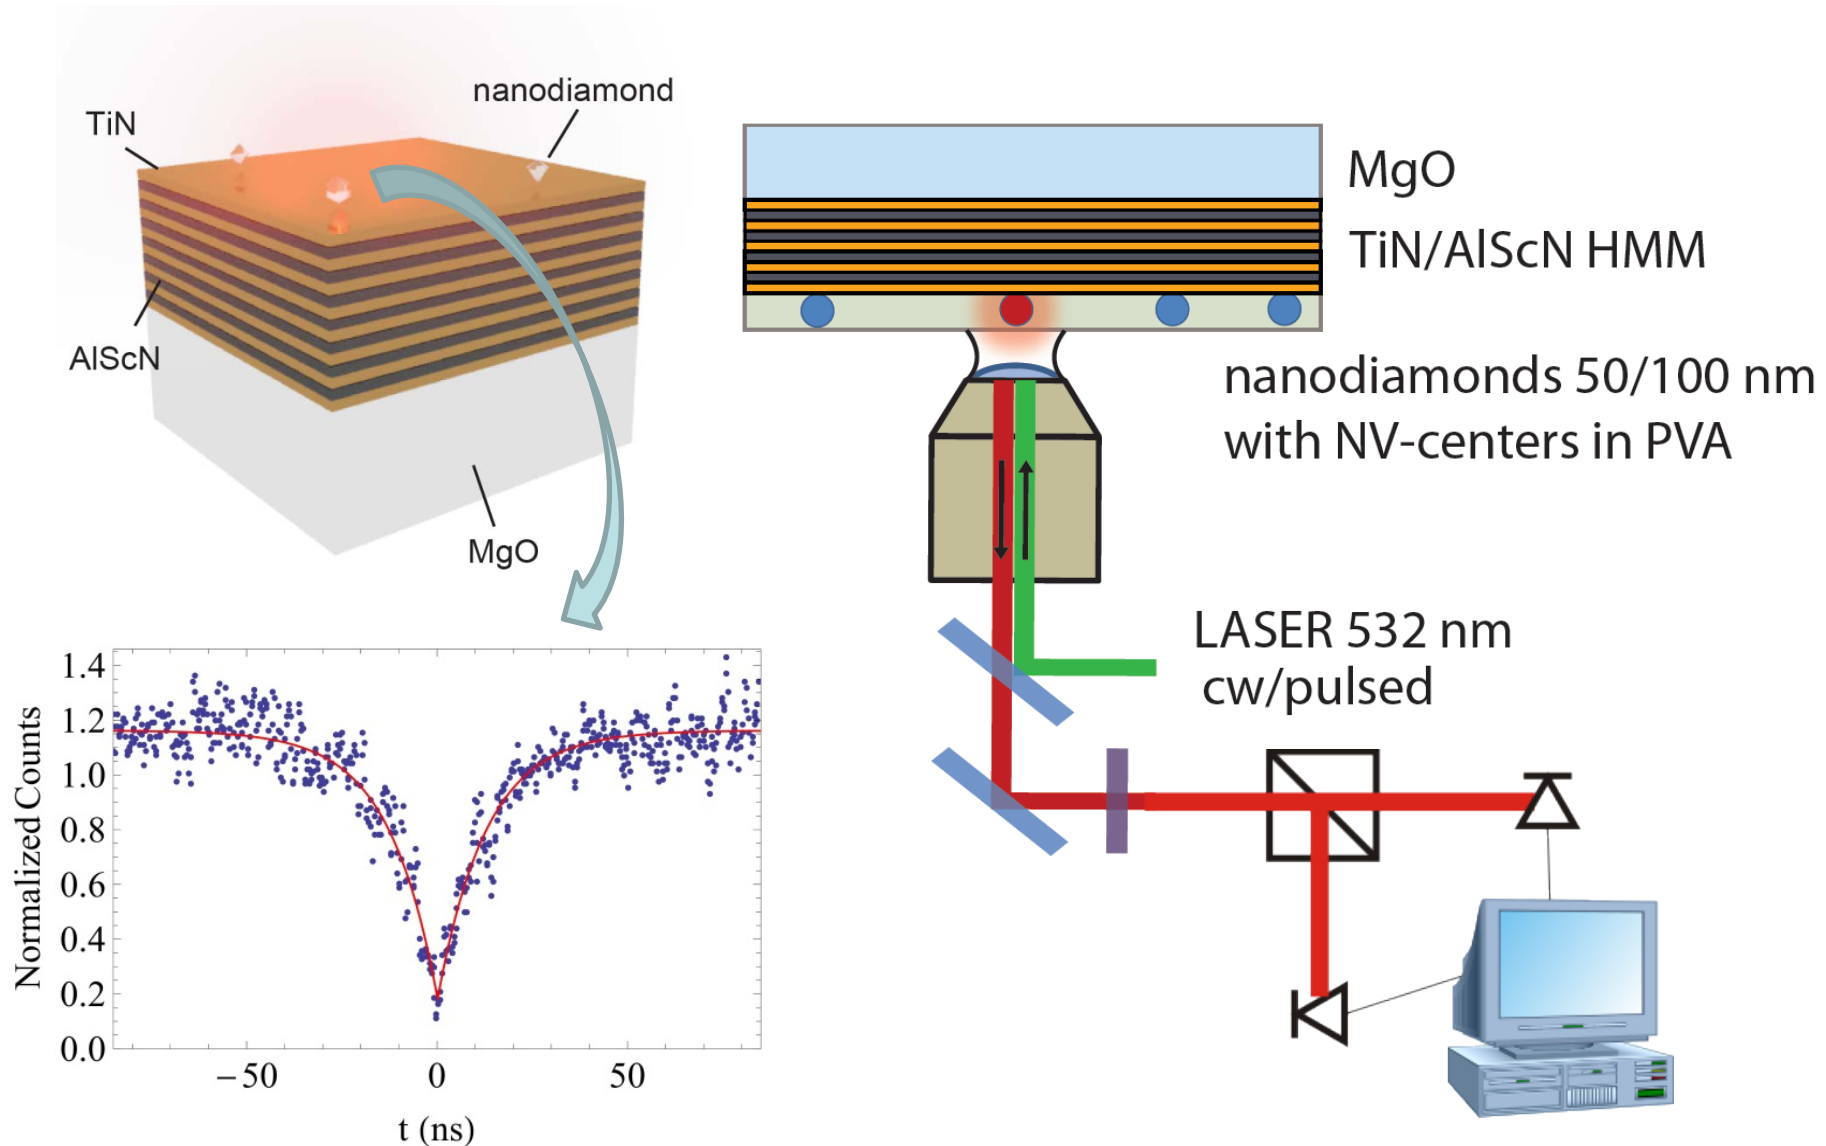 nanodiamond
TiN
AlScN
MgO
MgO
TiN/AlScN HMM
nanodiamonds 50/100 nm
with NV-centers in PVA
LASER 532 nm
cw/pulsed
Normalized Counts
1.4
1.2
1.0
0.8
0.6
0.4
0.2
0.0
−50 0 50
t (ns)